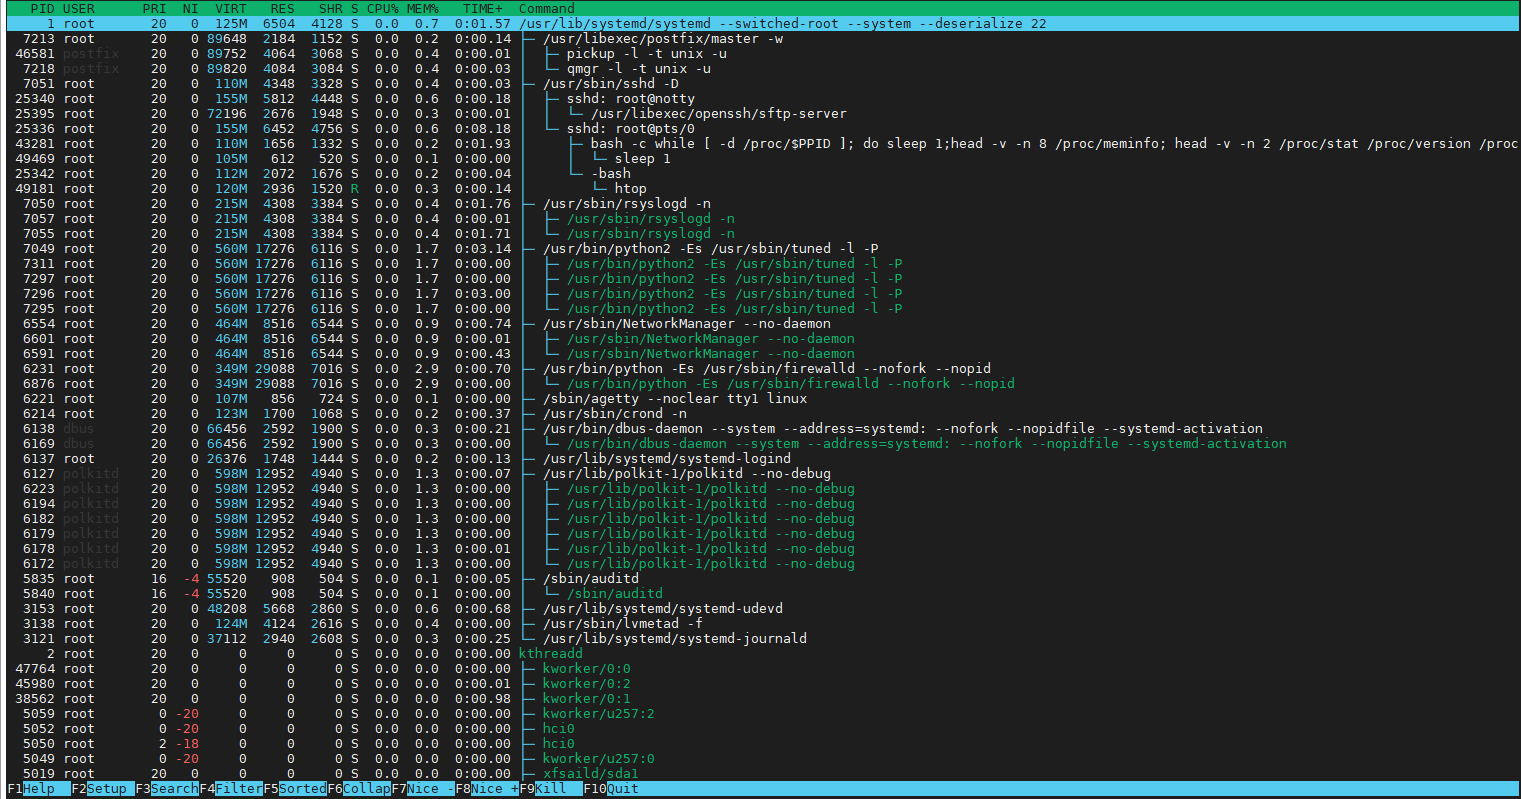 PID USER PRI NI VIRT RES SHR S CPU% MEM% TIME+ Command
1 root 20 0 125M 6504 4128 S 0.0 0.7 0:01.57 /usr/lib/systemd/systemd --switched-root --system --deserialize 22
7213 root 20 0 89648 2184 1152 S 0.0 0.2 0:00.14 ├─ /usr/libexec/postfix/master -w
46581 postfix 20 0 89752 4064 3068 S 0.0 0.4 0:00.01 │ ├─ pickup -l -t unix -u
7218 postfix 20 0 89820 4084 3084 S 0.0 0.4 0:00.03 │ └─ qmgr -l -t unix -u
7051 root 20 0 110M 4348 3328 S 0.0 0.4 0:00.03 ├─ /usr/sbin/sshd -D
25340 root 20 0 155M 5812 4448 S 0.0 0.6 0:00.18 │ ├─ sshd: root@notty
25395 root 20 0 72196 2676 1948 S 0.0 0.3 0:00.01 │ │ └─ /usr/libexec/openssh/sftp-server
25336 root 20 0 155M 6452 4756 S 0.0 0.6 0:08.18 │ └─ sshd: root@pts/0
43281 root 20 0 110M 1656 1332 S 0.0 0.2 0:01.93 │ ├─ bash -c while [ -d /proc/$PPID ]; do sleep 1;head -v -n 8 /proc/meminfo; head -v -n 2 /proc/stat /proc/version /proc
49469 root 20 0 105M 612 520 S 0.0 0.1 0:00.00 │ │ └─ sleep 1
25342 root 20 0 112M 2072 1676 S 0.0 0.2 0:00.04 │ └─ -bash
49181 root 20 0 120M 2936 1520 R 0.0 0.3 0:00.14 │ └─ htop
7050 root 20 0 215M 4308 3384 S 0.0 0.4 0:01.76 ├─ /usr/sbin/rsyslogd -n
7057 root 20 0 215M 4308 3384 S 0.0 0.4 0:00.01 │ ├─ /usr/sbin/rsyslogd -n
7055 root 20 0 215M 4308 3384 S 0.0 0.4 0:01.71 │ └─ /usr/sbin/rsyslogd -n
7049 root 20 0 560M 17276 6116 S 0.0 1.7 0:03.14 ├─ /usr/bin/python2 -Es /usr/sbin/tuned -l -P
7311 root 20 0 560M 17276 6116 S 0.0 1.7 0:00.00 │ ├─ /usr/bin/python2 -Es /usr/sbin/tuned -l -P
7297 root 20 0 560M 17276 6116 S 0.0 1.7 0:00.00 │ ├─ /usr/bin/python2 -Es /usr/sbin/tuned -l -P
7296 root 20 0 560M 17276 6116 S 0.0 1.7 0:03.00 │ ├─ /usr/bin/python2 -Es /usr/sbin/tuned -l -P
7295 root 20 0 560M 17276 6116 S 0.0 1.7 0:00.00 │ └─ /usr/bin/python2 -Es /usr/sbin/tuned -l -P
6554 root 20 0 464M 8516 6544 S 0.0 0.9 0:00.74 ├─ /usr/sbin/NetworkManager --no-daemon
6601 root 20 0 464M 8516 6544 S 0.0 0.9 0:00.01 │ ├─ /usr/sbin/NetworkManager --no-daemon
6591 root 20 0 464M 8516 6544 S 0.0 0.9 0:00.43 │ └─ /usr/sbin/NetworkManager --no-daemon
6231 root 20 0 349M 29088 7016 S 0.0 2.9 0:00.70 ├─ /usr/bin/python -Es /usr/sbin/firewalld --nofork --nopid
6876 root 20 0 349M 29088 7016 S 0.0 2.9 0:00.00 │ └─ /usr/bin/python -Es /usr/sbin/firewalld --nofork --nopid
6221 root 20 0 107M 856 724 S 0.0 0.1 0:00.00 ├─ /sbin/agetty --noclear tty1 linux
6214 root 20 0 123M 1700 1068 S 0.0 0.2 0:00.37 ├─ /usr/sbin/crond -n
6138 dbus 20 0 66456 2592 1900 S 0.0 0.3 0:00.21 ├─ /usr/bin/dbus-daemon --system --address=systemd: --nofork --nopidfile --systemd-activation
6169 dbus 20 0 66456 2592 1900 S 0.0 0.3 0:00.00 │ └─ /usr/bin/dbus-daemon --system --address=systemd: --nofork --nopidfile --systemd-activation
6137 root 20 0 26376 1748 1444 S 0.0 0.2 0:00.13 ├─ /usr/lib/systemd/systemd-logind
6127 polkitd 20 0 598M 12952 4940 S 0.0 1.3 0:00.07 ├─ /usr/lib/polkit-1/polkitd --no-debug
6223 polkitd 20 0 598M 12952 4940 S 0.0 1.3 0:00.00 │ ├─ /usr/lib/polkit-1/polkitd --no-debug
6194 polkitd 20 0 598M 12952 4940 S 0.0 1.3 0:00.00 │ ├─ /usr/lib/polkit-1/polkitd --no-debug
6182 polkitd 20 0 598M 12952 4940 S 0.0 1.3 0:00.00 │ ├─ /usr/lib/polkit-1/polkitd --no-debug
6179 polkitd 20 0 598M 12952 4940 S 0.0 1.3 0:00.00 │ ├─ /usr/lib/polkit-1/polkitd --no-debug
6178 polkitd 20 0 598M 12952 4940 S 0.0 1.3 0:00.01 │ ├─ /usr/lib/polkit-1/polkitd --no-debug
6172 polkitd 20 0 598M 12952 4940 S 0.0 1.3 0:00.00 │ └─ /usr/lib/polkit-1/polkitd --no-debug
5835 root 16 -4 55520 908 504 S 0.0 0.1 0:00.05 ├─ /sbin/auditd
5840 root 16 -4 55520 908 504 S 0.0 0.1 0:00.00 │ └─ /sbin/auditd
3153 root 20 0 48208 5668 2860 S 0.0 0.6 0:00.68 ├─ /usr/lib/systemd/systemd-udevd
3138 root 20 0 124M 4124 2616 S 0.0 0.4 0:00.00 ├─ /usr/sbin/lvmetad -f
3121 root 20 0 37112 2940 2608 S 0.0 0.3 0:00.25 └─ /usr/lib/systemd/systemd-journald
2 root 20 0 0 0 0 S 0.0 0.0 0:00.00 kthreadd
47764 root 20 0 0 0 0 S 0.0 0.0 0:00.00 ├─ kworker/0:0
45980 root 20 0 0 0 0 S 0.0 0.0 0:00.01 ├─ kworker/0:2
38562 root 20 0 0 0 0 S 0.0 0.0 0:00.98 ├─ kworker/0:1
5059 root 0 -20 0 0 0 S 0.0 0.0 0:00.00 ├─ kworker/u257:2
5052 root 0 -20 0 0 0 S 0.0 0.0 0:00.00 ├─ hci0
5050 root 2 -18 0 0 0 S 0.0 0.0 0:00.00 ├─ hci0
5049 root 0 -20 0 0 0 S 0.0 0.0 0:00.00 ├─ kworker/u257:0
5019 root 20 0 0 0 0 S 0.0 0.0 0:00.00 ├─ xfsaild/sda1
F1Help F2Setup F3SearchF4FilterF5SortedF6CollapF7Nice -F8Nice +F9Kill F10Quit